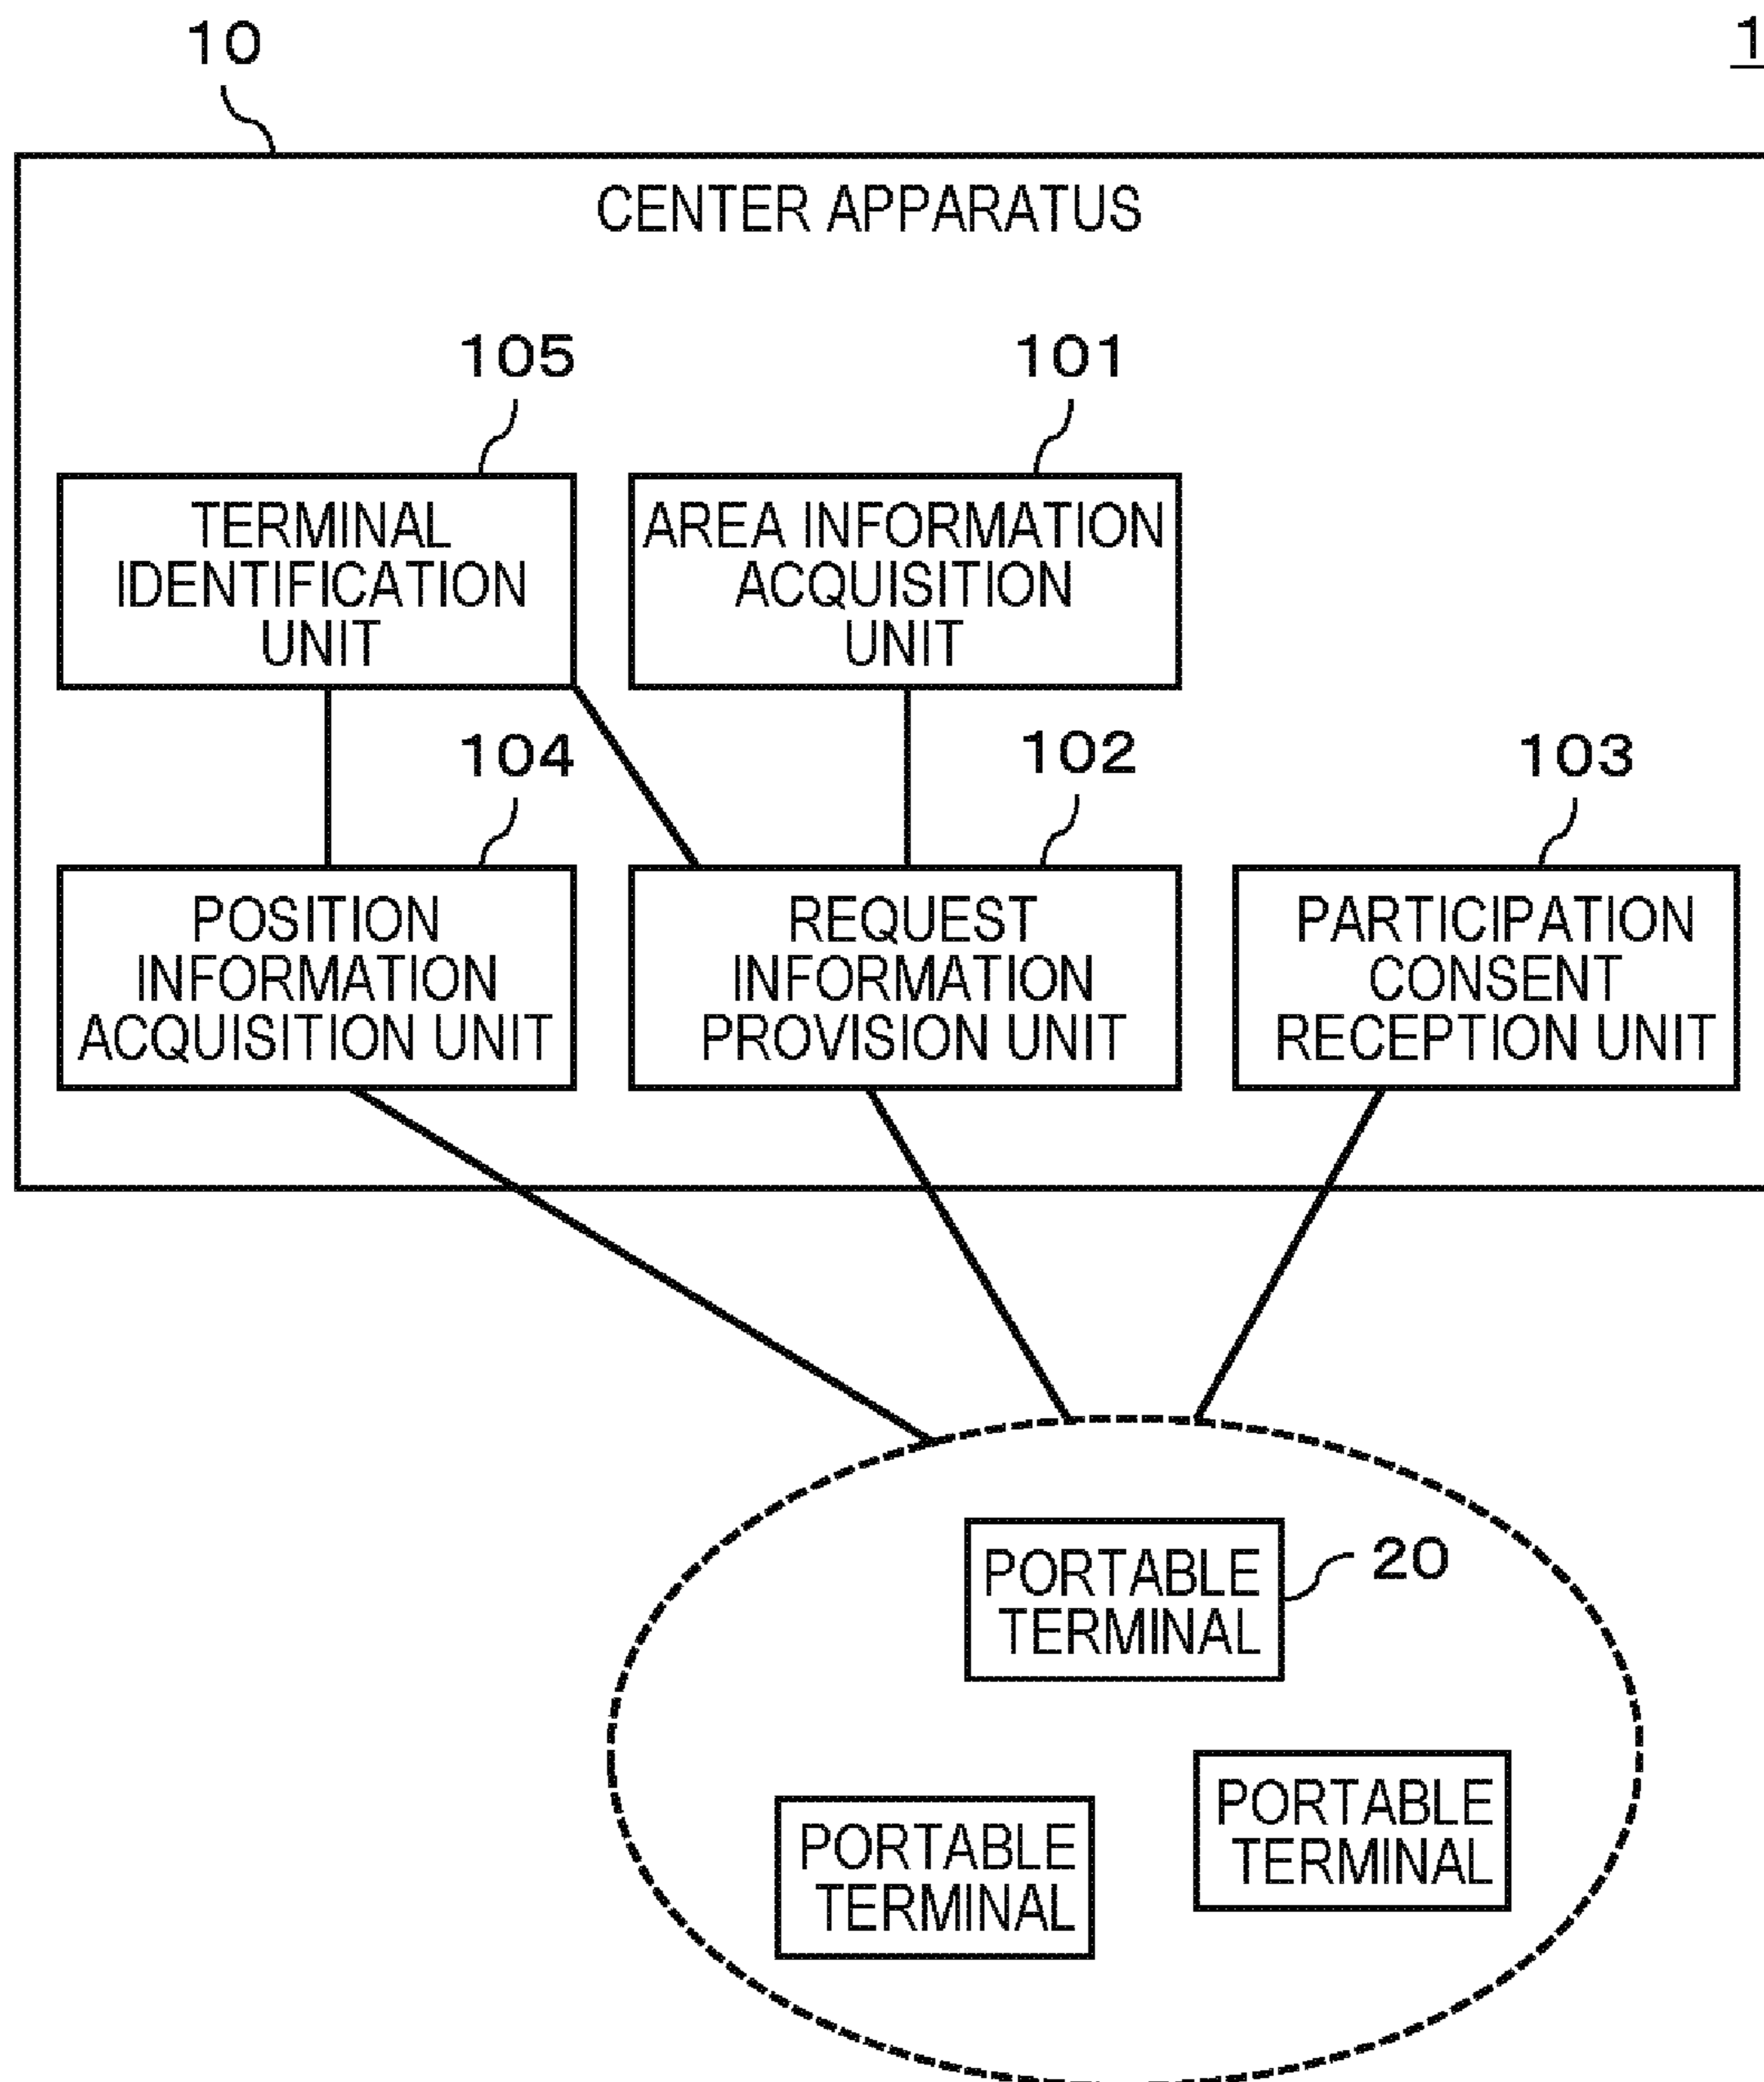 10
1
CENTER APPARATUS
105
101
TERMINAL
IDENTIFICATION
UNIT
AREA INFORMATION
ACQUISITION
UNIT
104
102
103
POSITION
INFORMATION
ACQUISITION UNIT
REQUEST
INFORMATION
PROVISION UNIT
PARTICIPATION
CONSENT
RECEPTION UNIT
PORTABLE
TERMINAL
20
PORTABLE
TERMINAL
PORTABLE
TERMINAL